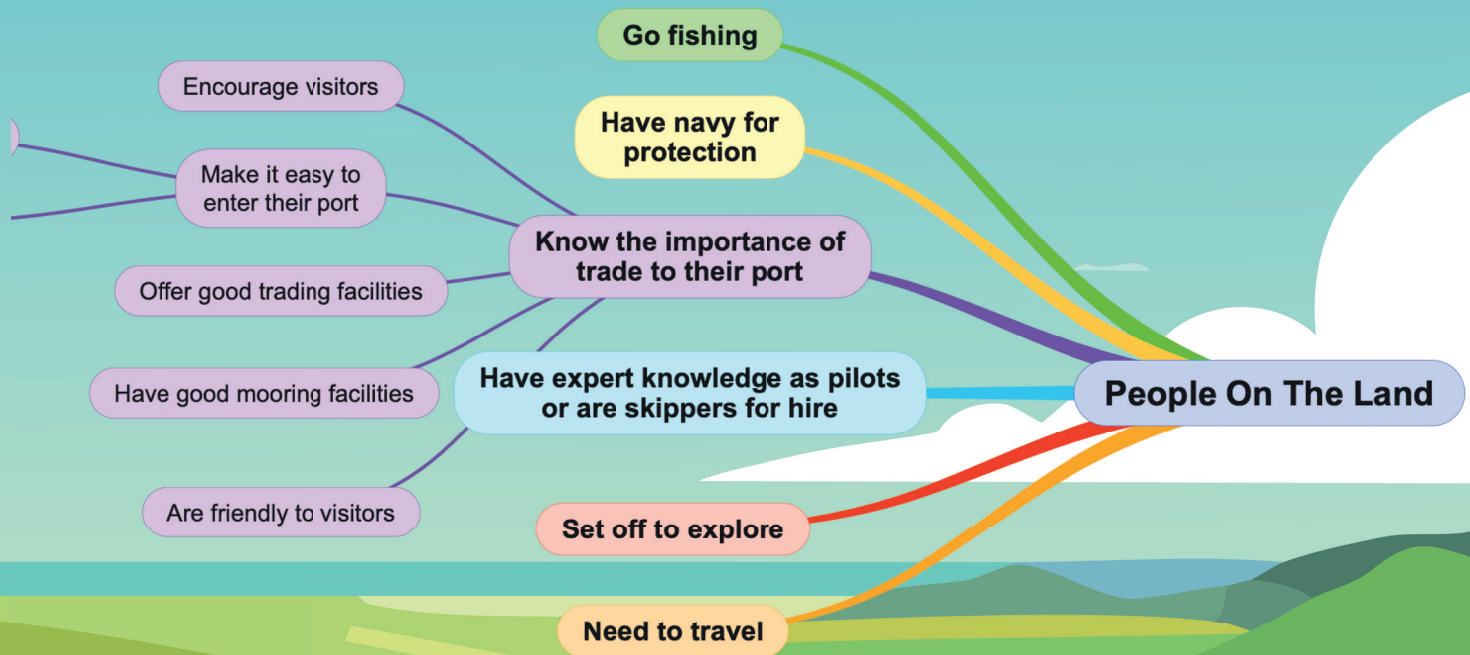 Go fishing
Have navy for
protection
Encourage visitors
Make it easy to
enter their port
Know the importance of
trade to their port
Offer good trading facilities
Have good mooring facilities
Have expert knowledge as pilots
or are skippers for hire
People On The Land
Are friendly to visitors
Set off to explore
Need to travel